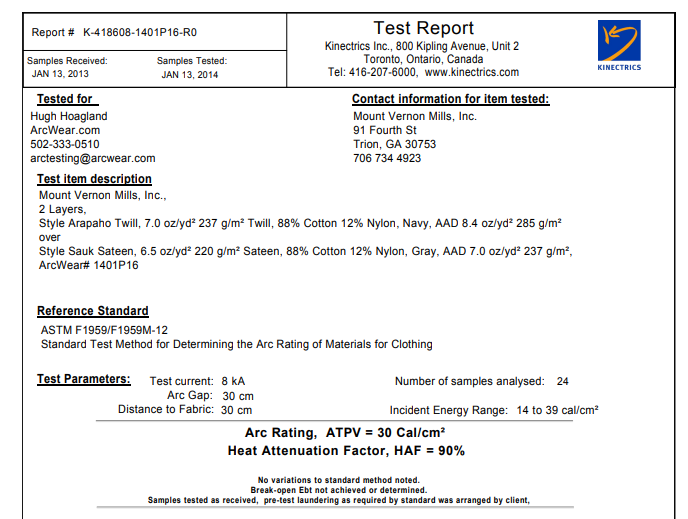 Report # K-418608-1401P16-R0
Samples Received: Samples Tested:
JAN 13, 2013 JAN 13, 2014
Test Report
Kinectrics Inc., 800 Kipling Avenue, Unit 2
Toronto, Ontario, Canada
Tel: 416-207-6000, www.kinectrics.com
KINECTRICS
Tested for
Hugh Hoagland
ArcWear.com
502-333-0510
arctesting@arcwear.com
Contact information for item tested:
Mount Vernon Mills, Inc.
91 Fourth St
Trion, GA 30753
706 734 4923
Test item description
Mount Vernon Mills, Inc.,
2 Layers,
Style Arapaho Twill, 7.0 oz/yd² 237 g/m² Twill, 88% Cotton 12% Nylon, Navy, AAD 8.4 oz/yd² 285 g/m²
over
Style Sauk Sateen, 6.5 oz/yd² 220 g/m² Sateen, 88% Cotton 12% Nylon, Gray, AAD 7.0 oz/yd² 237 g/m²,
ArcWear# 1401P16
Reference Standard
ASTM F1959/F1959M-12
Standard Test Method for Determining the Arc Rating of Materials for Clothing
Test Parameters: Test current: 8 kA Number of samples analysed: 24
Arc Gap: 30 cm
Distance to Fabric: 30 cm Incident Energy Range: 14 to 39 cal/cm²
Arc Rating, ATPV = 30 Cal/cm²
Heat Attenuation Factor, HAF = 90%
No variations to standard method noted.
Break-open Ebt not achieved or determined.
Samples tested as received, pre-test laundering as required by standard was arranged by client,